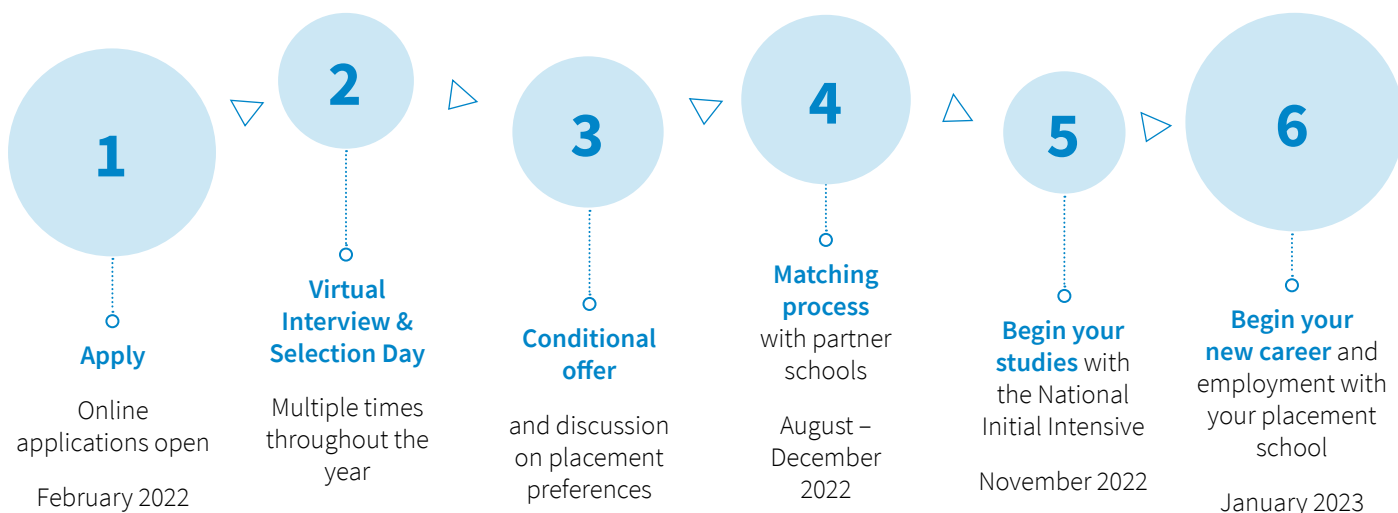 1
Apply
Online
applications open
February 2022
2
Virtual
Interview &
Selection Day
Multiple times
throughout the
year
3
Conditional
offer
and discussion
on placement
preferences
4
Matching
process
with partner
schools
August –
December
2022
5
Begin your
studies with
the National
Initial Intensive
November 2022
6
Begin your
new career and
employment with
your placement
school
January 2023